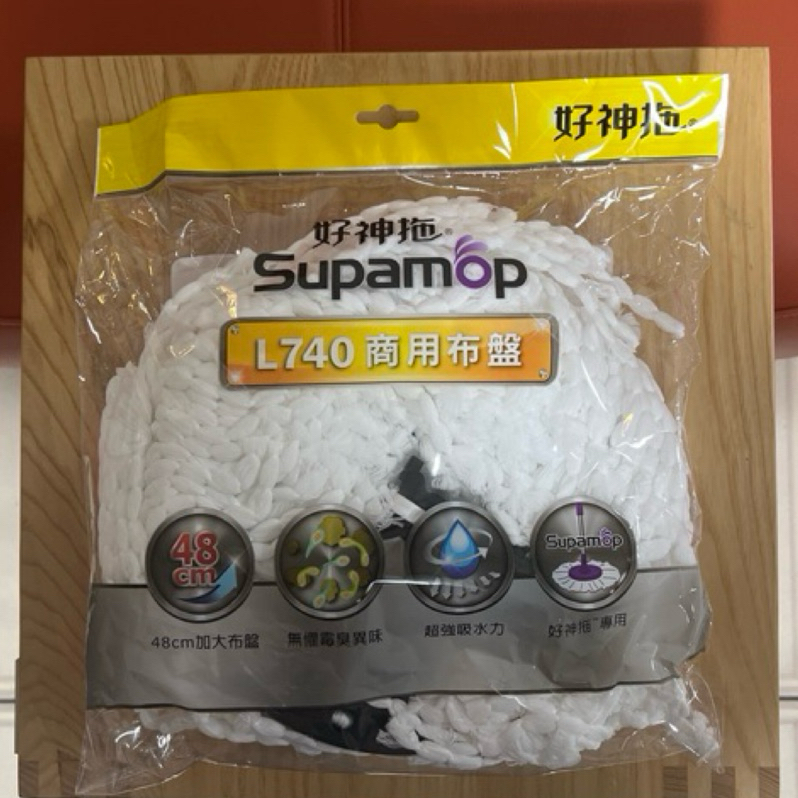 好神拖®
好神拖®
Supamop
L740 商用布盤
48
cm
Supamop
48cm加大布盤
無懼霉臭異味
超強吸水力
好神拖™專用